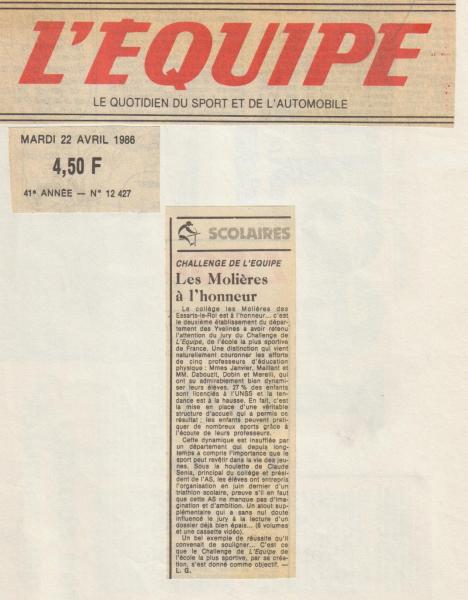 L'ÉQUIPE
LE QUOTIDIEN DU SPORT ET DE L'AUTOMOBILE
MARDI 22 AVRIL 1986
4,50 F
41e ANNÉE — N° 12 427
SCOLAIRES
CHALLENGE DE L'EQUIPE
Les Molières
à l'honneur
Le collège les Molières des
Essarts-le-Roi est à l'honneur... c'est
le deuxième établissement du dépar-
tement des Yvelines a avoir retenu
l'attention du jury du Challenge de
L'Equipe, de l'école la plus sportive
de France. Une distinction qui vient
naturellement couronner les efforts
de cinq professeurs d'éducation
physique : Mmes Janvier, Maillant et
MM. Dabouzit, Dobin et Merelli, qui
ont su admirablement bien dynami-
ser leurs élèves. 27 % des enfants
sont licenciés à l'UNSS et la ten-
dance est à la hausse. En fait, c'est
la mise en place d'une véritable
structure d'accueil qui a permis ce
résultat ; les enfants peuvent prati-
quer de nombreux sports grâce à
l'écoute de leurs professeurs.
Cette dynamique est insufflée par
un département qui depuis long-
temps a compris l'importance que le
sport peut revêtir dans la vie des jeu-
nes. Sous la houlette de Claude
Senia, principal du collège et prési-
dent de l'AS, les élèves ont entrepris
l'organisation en juin dernier d'un
triathlon scolaire, preuve s'il en faut
que cette AS ne manque pas d'ima-
gination et d'ambition. Un atout sup-
plémentaire qui a sans nul doute
influencé le jury à la lecture d'un
dossier déjà bien épais... (6 volumes
et une cassette vidéo).
Un bel exemple de réussite qu'il
convenait de souligner... C'est ce
que le Challenge de L'Equipe de
l'école la plus sportive, par se créa-
tion, s'est donné comme objectif. —
L. G.